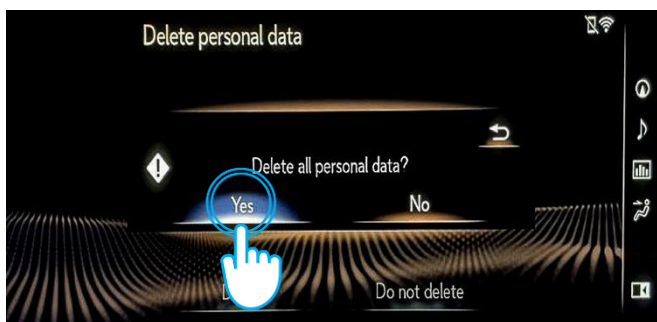 Delete personal data
Delete all personal data?
Yes
No
Do not delete